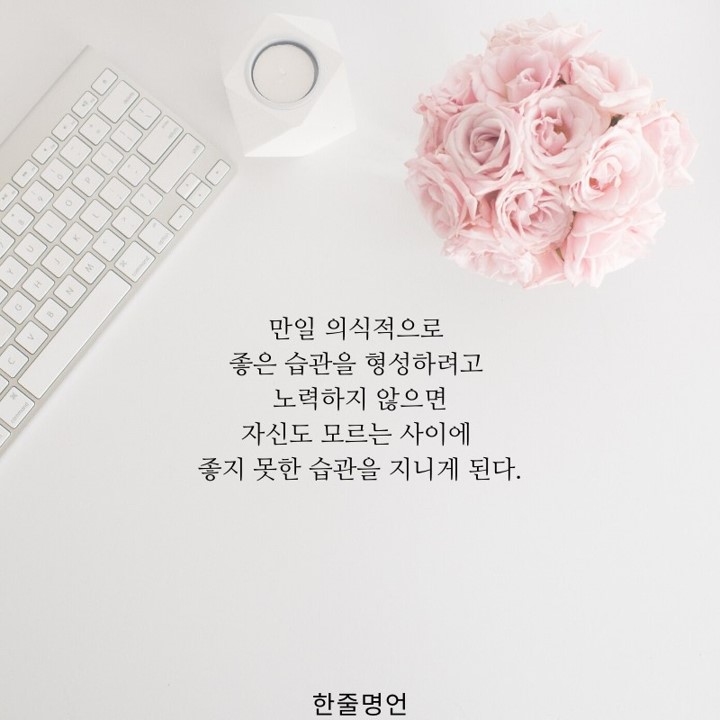 만일 의식적으로
좋은 습관을 형성하려고
노력하지 않으면
자신도 모르는 사이에
좋지 못한 습관을 지니게 된다.
한줄명언